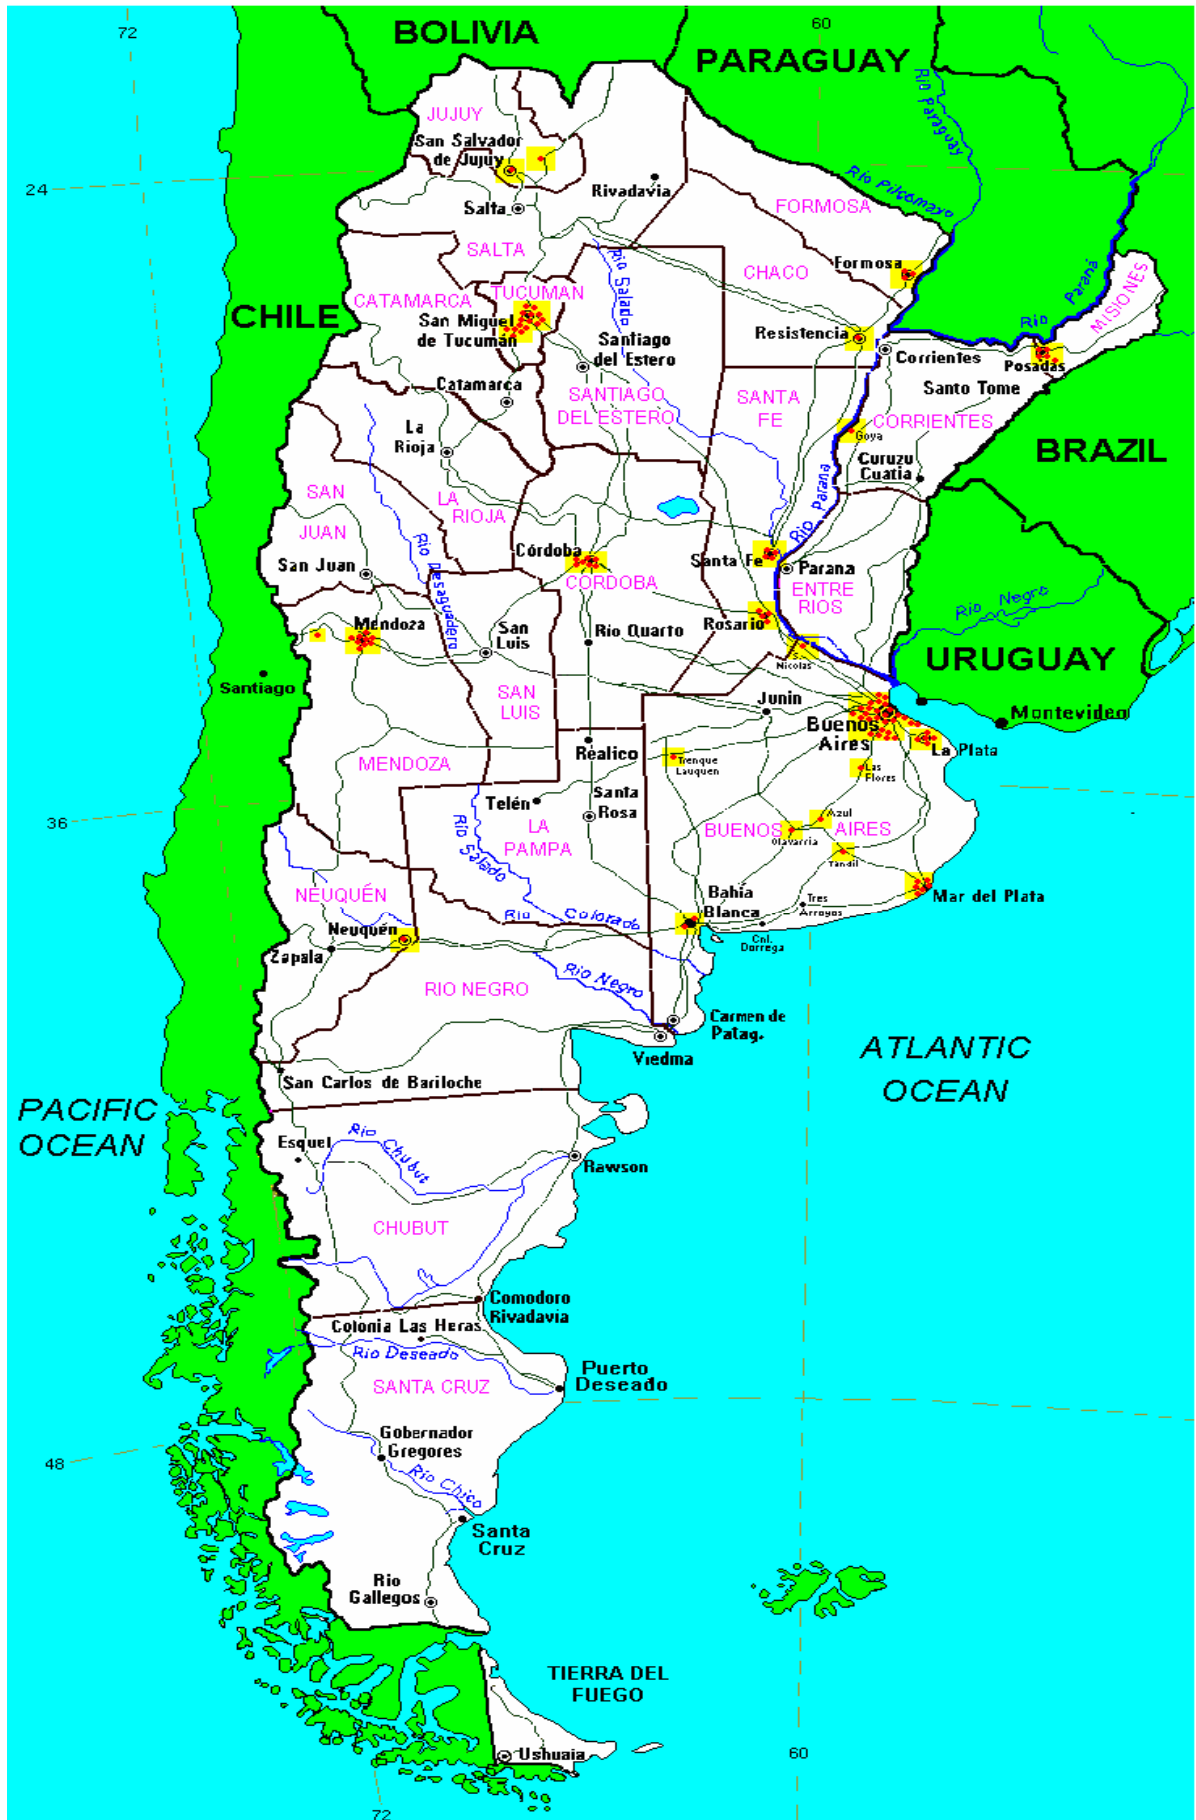 72
60
BOLIVIA
PARAGUAY
Rio Paraguay
JUJUY
San Salvador
de Jujuy
24
Rivadavia
Rio Pilcomayo
Salta
FORMOSA
SALTA
Rio Salado
Formosa
CHACO
Paraná
MISIONES
CATAMARCA
TUCUMAN
CHILE
San Miguel
de Tucumán
Rio
Resistencia
Santiago
del Estero
Corrientes
Posadas
Catamarca
Santo Tome
SANTIAGO
DEL ESTERO
SANTA
FE
CORRIENTES
La
Rioja
Goya
BRAZIL
Curuzu
Cuatia
SAN
JUAN
LA
RIOJA
Rio Parana
Rio Desaguadero
Córdoba
Santa Fe
San Juan
Parana
CORDOBA
ENTRE
RIOS
Rio Negro
Mendoza
San
Luis
Rio Quarto
Rosario
S.
Nicolas
URUGUAY
Santiago
SAN
LUIS
Junin
Montevideo
Buenos
Aires
La Plata
Realico
MENDOZA
Trenque
Lauquen
Las
Flores
Telén
Santa
Rosa
36
LA
PAMPA
BUENOS
AIRES
Azul
Olavarria
Rio Salado
Tandil
NEUQUÉN
Bahía
Blanca
Mar del Plata
Rio Colorado
Tres
Arroyos
Neuquén
Cnl.
Dorrega
Zapala
RIO NEGRO
Rio Negro
Carmen de
Patag.
Viedma
ATLANTIC
OCEAN
San Carlos de Bariloche
PACIFIC
OCEAN
Esquel
Rio Chubut
Rawson
CHUBUT
Comodoro
Rivadavia
Colonia Las Heras
Rio Deseado
Puerto
Deseado
SANTA CRUZ
Gobernador
Gregores
48
Rio Chico
Santa
Cruz
Rio
Gallegos
TIERRA DEL
FUEGO
Ushuaia
60
72